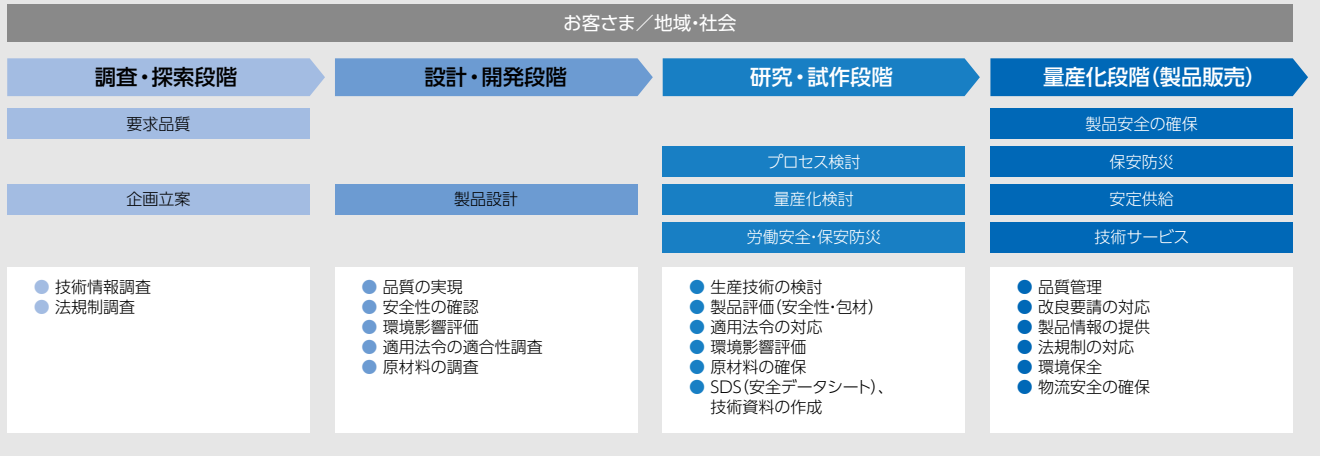 お客さま／地域・社会
調査・探索段階
要求品質
企画立案
● 技術情報調査
● 法規制調査
設計・開発段階
製品設計
● 品質の実現
● 安全性の確認
● 環境影響評価
● 適用法令の適合性調査
● 原材料の調査
研究・試作段階
プロセス検討
量産化検討
労働安全・保安防災
● 生産技術の検討
● 製品評価(安全性・包材)
● 適用法令の対応
● 環境影響評価
● 原材料の確保
● SDS(安全データシート)、
技術資料の作成
量産化段階(製品販売)
製品安全の確保
保安防災
安定供給
技術サービス
● 品質管理
● 改良要請の対応
● 製品情報の提供
● 法規制の対応
● 環境保全
● 物流安全の確保